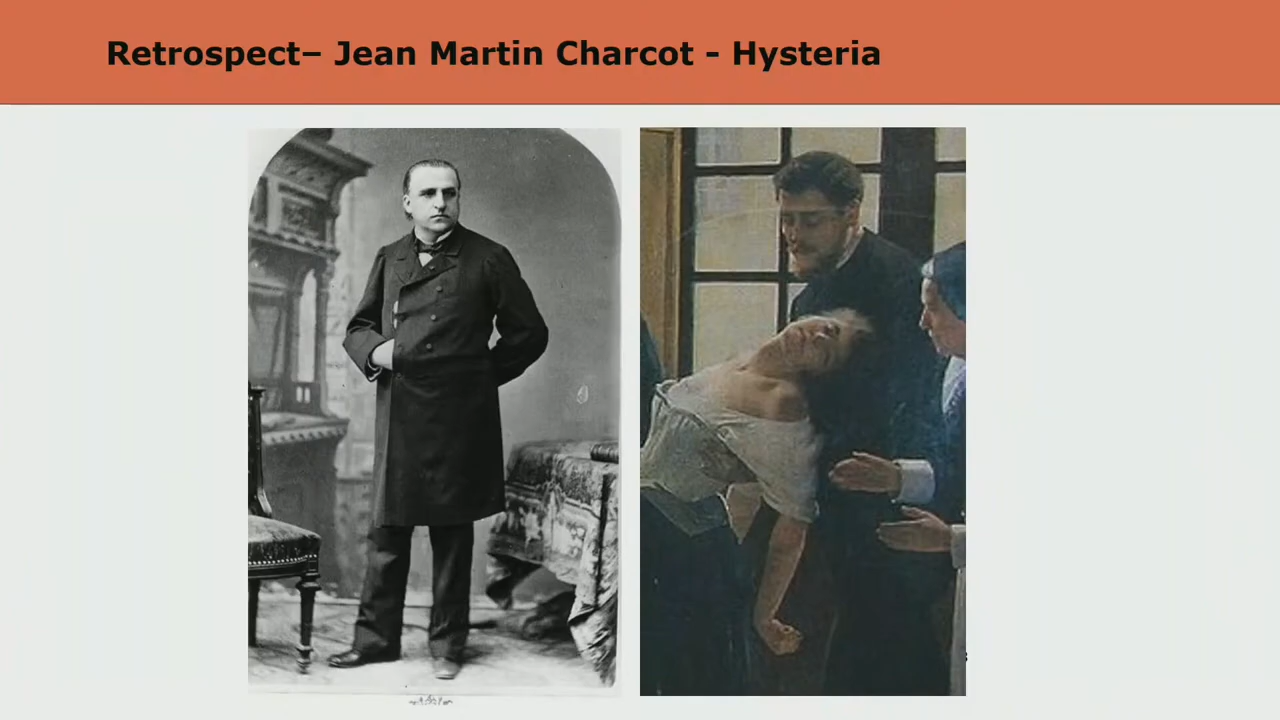 Retrospect– Jean Martin Charcot - Hysteria